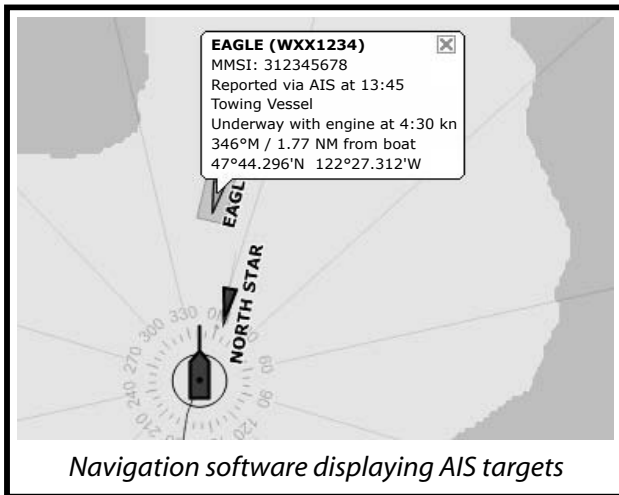 EAGLE (WXX1234)
MMSI: 312345678
Reported via AIS at 13:45
Towing Vessel
Underway with engine at 4:30 kn
346°M / 1.77 NM from boat
47°44.296'N 122°27.312'W
EAGLE
NORTH STAR
210
240
270
300
330
60
90
Navigation software displaying AIS targets